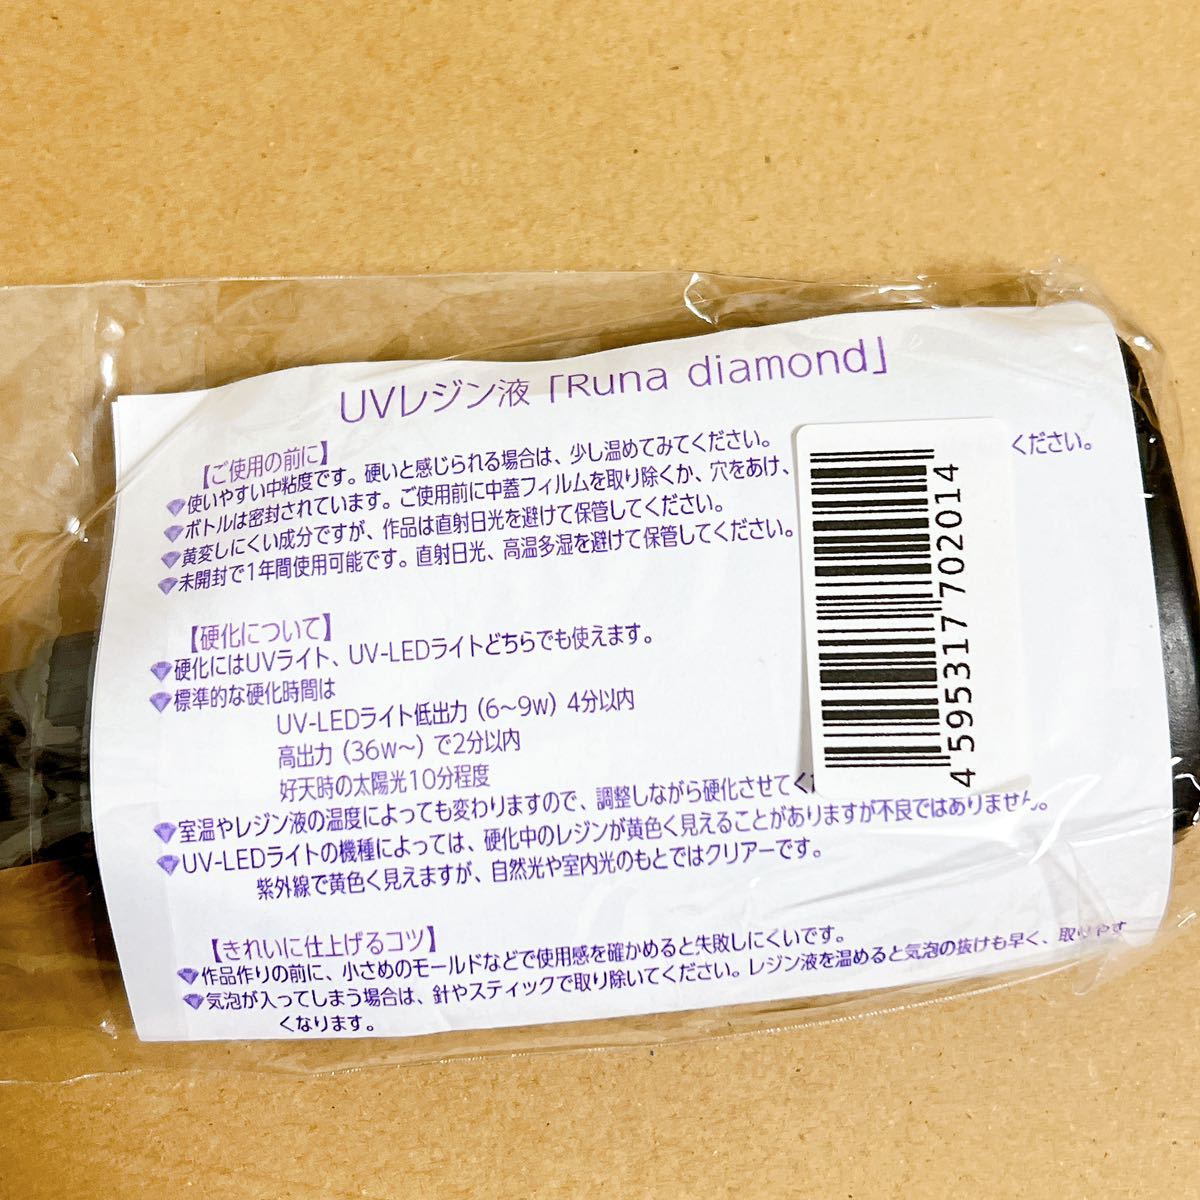 UVレジン液「Runa diamond」
【ご使用の前に】
使いやすい中粘度です。硬いと感じられる場合は、少し温めてみてください。
ボトルは密封されています。ご使用前に中蓋フィルムを取り除くか、穴をあけ、 ください。
黄変しにくい成分ですが、作品は直射日光を避けて保管してください。
未開封で1年間使用可能です。直射日光、高温多湿を避けて保管してください。
【硬化について】
硬化にはUVライト、UV-LEDライトどちらでも使えます。
標準的な硬化時間は
UV-LEDライト低出力（6～9w）4分以内
高出力（36w～）で2分以内
好天時の太陽光10分程度
室温やレジン液の温度によっても変わりますので、調整しながら硬化させてく
UV-LEDライトの機種によっては、硬化中のレジンが黄色く見えることがありますが不良ではありません。
紫外線で黄色く見えますが、自然光や室内光のもとではクリアーです。
【きれいに仕上げるコツ】
作品作りの前に、小さめのモールドなどで使用感を確かめると失敗しにくいです。
気泡が入ってしまう場合は、針やスティックで取り除いてください。レジン液を温めると気泡の抜けも早く、取りやす
くなります。
4 595317 702014